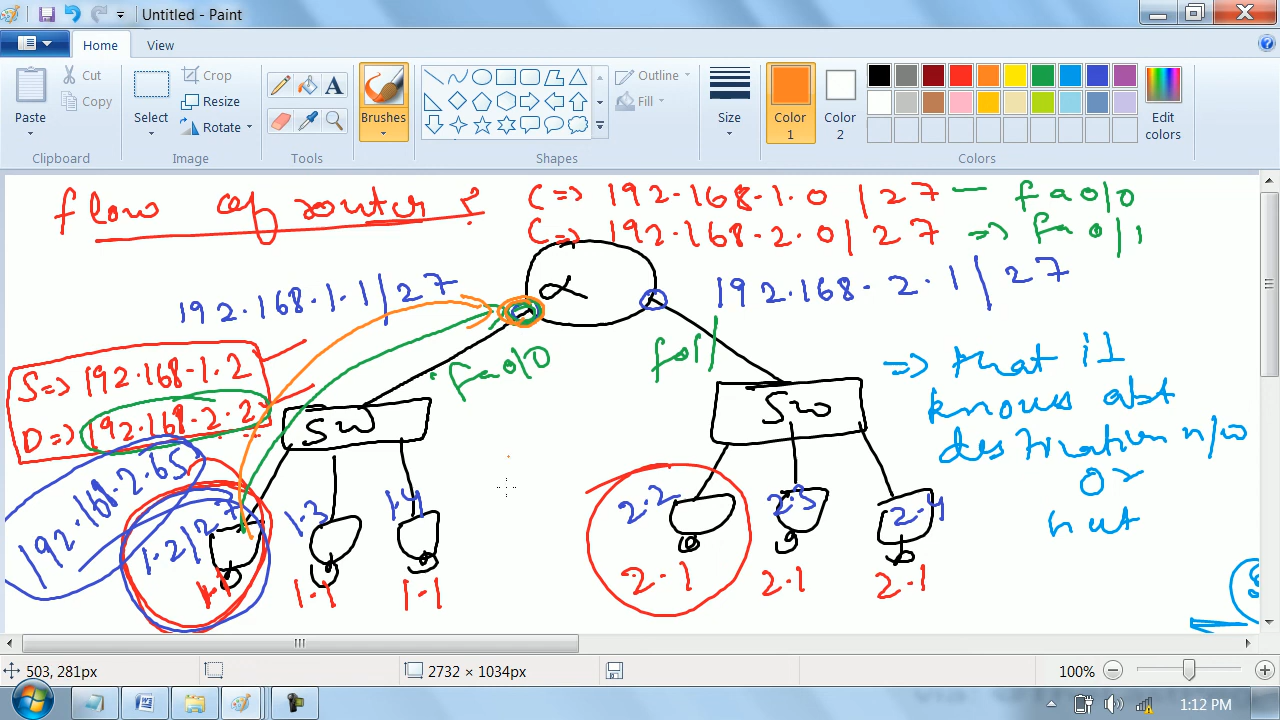 Untitled - Paint
Home
View
Paste
Cut
Copy
Clipboard
Select
Crop
Resize
Rotate
Image
Tools
Brushes
Shapes
Outline
Fill
Size
Color 1
Color 2
Edit colors
Colors
flow of router :
C=> 192.168.1.0 | 27 - fa0/0
C=> 192.168.2.0 | 27 => fa0/1
192.168.1.1 | 27
192.168.2.1 | 27
S=> 192.168.1.2
D=> 192.168.2.2
fa0/0
=> that it
knows abt
destination n/w
or
nut
SW
SW
192.168.2.65
1.2/27
1.3
1.4
2.2
2.3
2.4
1.1
1.1
1.1
2.1
2.1
2.1
503, 281px
2732 × 1034px
100%
1:12 PM